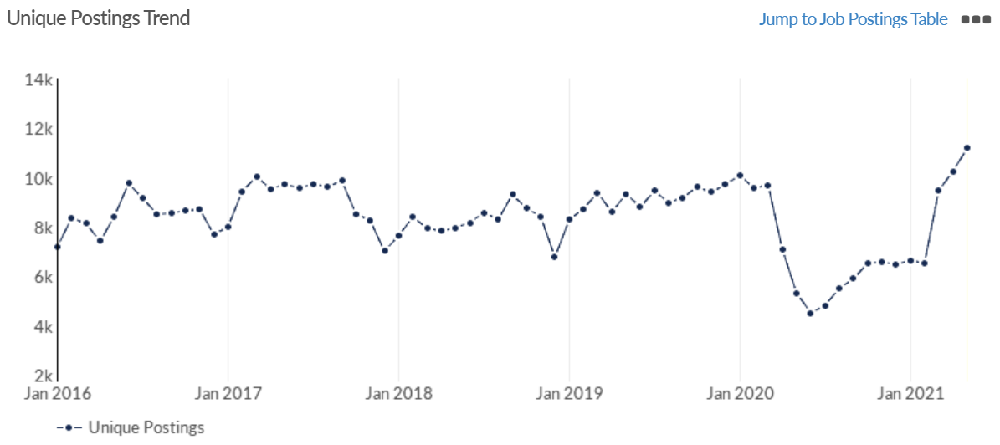 Unique Postings Trend
Jump to Job Postings Table
14k
12k
10k
8k
6k
4k
2k
Jan 2016 Jan 2017 Jan 2018 Jan 2019 Jan 2020 Jan 2021
Unique Postings